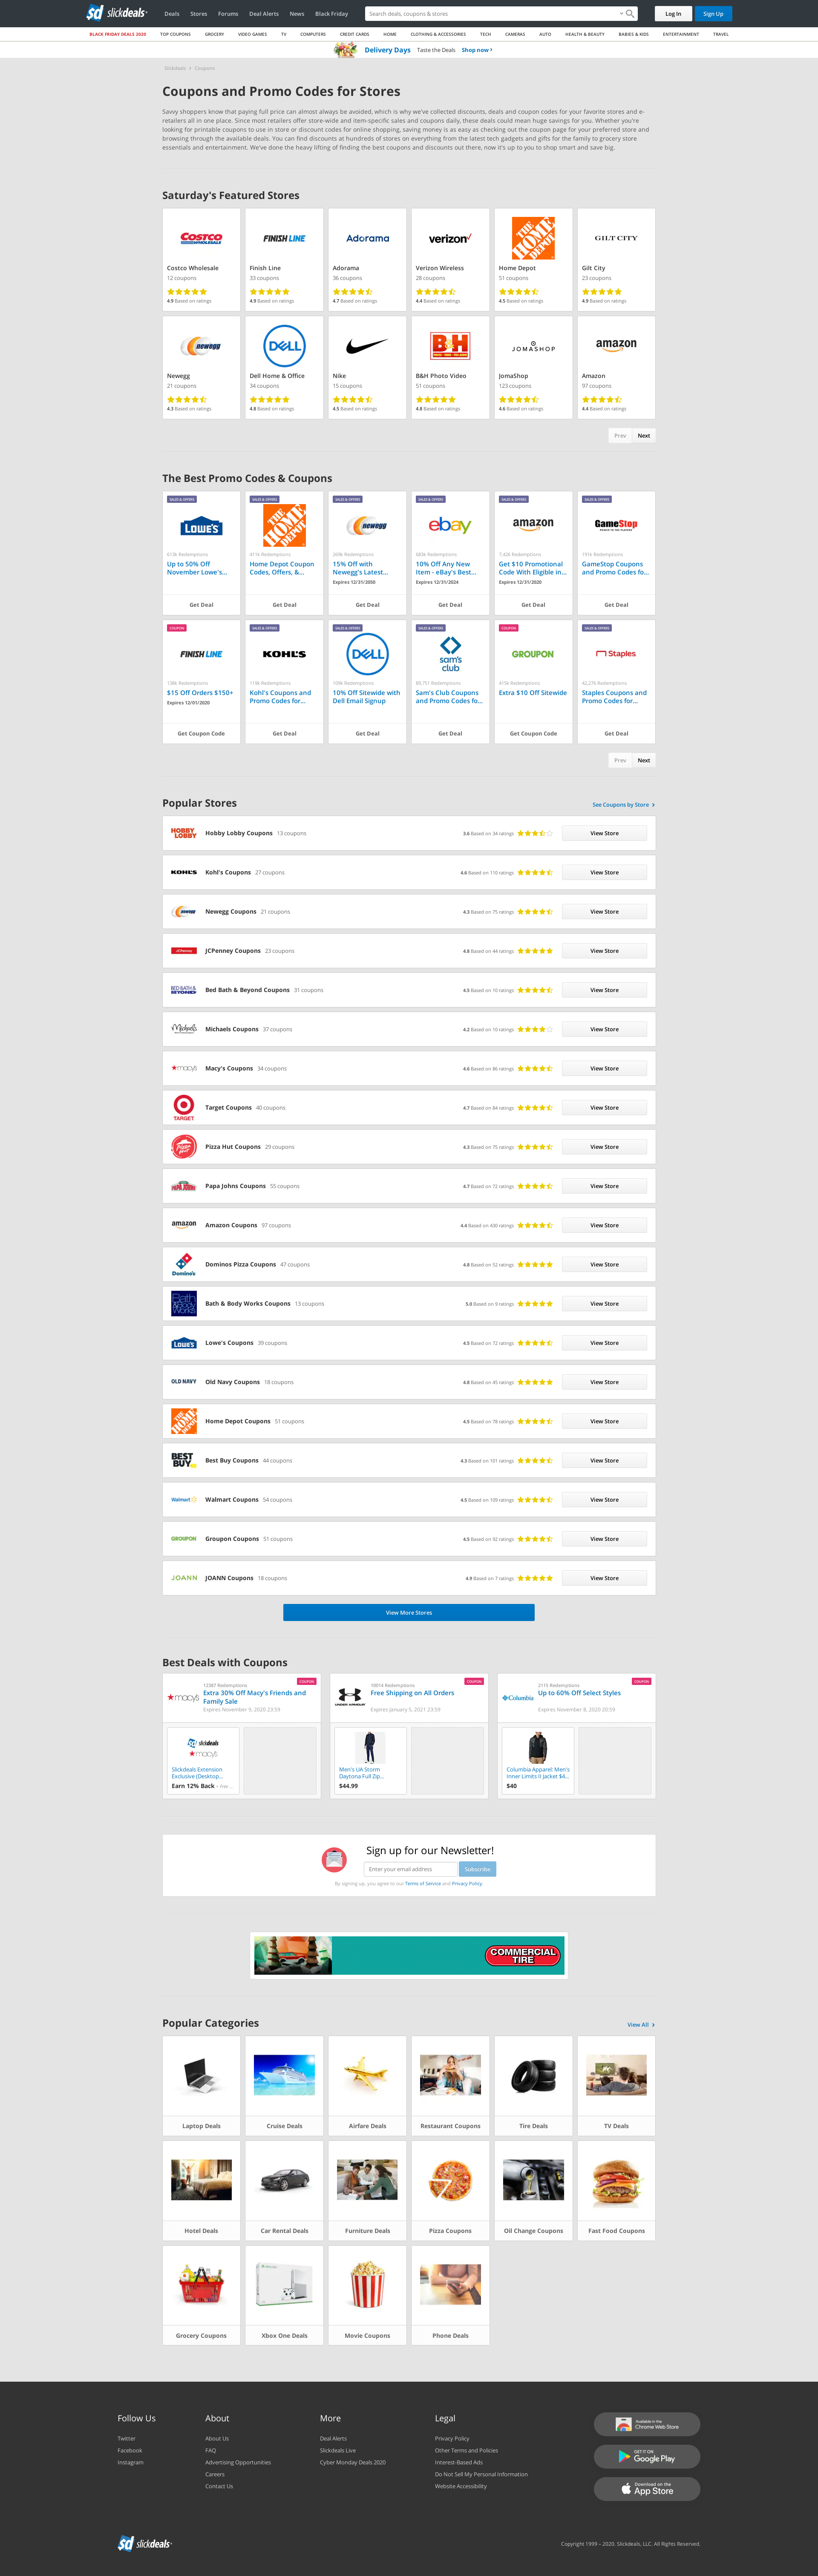 slickdeals
Deals
Stores
Forums
Deal Alerts
News
Black Friday
Search deals, coupons & stores
Log In
Sign Up
BLACK FRIDAY DEALS 2020
TOP COUPONS
GROCERY
VIDEO GAMES
TV
COMPUTERS
CREDIT CARDS
HOME
CLOTHING & ACCESSORIES
TECH
CAMERAS
AUTO
HEALTH & BEAUTY
BABIES & KIDS
ENTERTAINMENT
TRAVEL
Delivery Days Taste the Deals Shop now ›
Slickdeals > Coupons
Coupons and Promo Codes for Stores
Savvy shoppers know that paying full price can almost always be avoided, which is why we've collected discounts, deals and coupon codes for your favorite stores and e-
retailers all in one place. Since most retailers offer store-wide and item-specific sales and coupons daily, these deals could mean huge savings for you. Whether you're
looking for printable coupons to use in store or discount codes for online shopping, saving money is as easy as checking out the coupon page for your preferred store and
browsing through the available deals. You can find discounts at hundreds of stores on everything from the latest tech gadgets and gifts for the holidays to everyday
essentials and entertainment. We've done the heavy lifting of finding the best coupons and discounts out there, now it's up to you to shop smart and save big.
Saturday's Featured Stores
Costco Wholesale
12 coupons
4.9 Based on ratings
Finish Line
33 coupons
4.9 Based on ratings
Adorama
36 coupons
4.7 Based on ratings
Verizon Wireless
28 coupons
4.4 Based on ratings
Home Depot
51 coupons
4.5 Based on ratings
Gilt City
23 coupons
4.9 Based on ratings
Newegg
21 coupons
4.3 Based on ratings
Dell Home & Office
34 coupons
4.8 Based on ratings
Nike
15 coupons
4.5 Based on ratings
B&H Photo Video
51 coupons
4.8 Based on ratings
JomaShop
123 coupons
4.6 Based on ratings
Amazon
97 coupons
4.4 Based on ratings
Prev Next
The Best Promo Codes & Coupons
SALES & OFFERS
LOWE'S
611k Redemptions
Up to 50% Off
November Lowe's...
Get Deal
SALES & OFFERS
THE HOME DEPOT
411k Redemptions
Home Depot Coupon
Codes, Offers, &...
Get Deal
SALES & OFFERS
newegg
269k Redemptions
15% Off with
Newegg's Latest...
Expires 12/31/2050
Get Deal
SALES & OFFERS
ebay
685k Redemptions
10% Off Any New
Item - eBay's Best...
Expires 12/31/2024
Get Deal
SALES & OFFERS
amazon
7,426 Redemptions
Get $10 Promotional
Code With Eligible in...
Expires 12/31/2020
Get Deal
SALES & OFFERS
GameStop
191k Redemptions
GameStop Coupons
and Promo Codes fo...
Get Deal
COUPON
FINISH LINE
138k Redemptions
$15 Off Orders $150+
Expires 12/01/2020
Get Coupon Code
SALES & OFFERS
KOHL'S
119k Redemptions
Kohl's Coupons and
Promo Codes for...
Get Deal
SALES & OFFERS
DELL
109k Redemptions
10% Off Sitewide with
Dell Email Signup
Get Deal
SALES & OFFERS
sam's club
89,751 Redemptions
Sam's Club Coupons
and Promo Codes fo...
Get Deal
COUPON
GROUPON
415k Redemptions
Extra $10 Off Sitewide
Get Coupon Code
SALES & OFFERS
Staples
42,275 Redemptions
Staples Coupons and
Promo Codes for...
Get Deal
Prev Next
Popular Stores
See Coupons by Store ›
Hobby Lobby Coupons 13 coupons 3.6 Based on 34 ratings View Store
Kohl's Coupons 27 coupons 4.6 Based on 110 ratings View Store
Newegg Coupons 21 coupons 4.3 Based on 75 ratings View Store
JCPenney Coupons 23 coupons 4.8 Based on 44 ratings View Store
Bed Bath & Beyond Coupons 31 coupons 4.5 Based on 10 ratings View Store
Michaels Coupons 37 coupons 4.2 Based on 10 ratings View Store
Macy's Coupons 34 coupons 4.6 Based on 86 ratings View Store
Target Coupons 40 coupons 4.7 Based on 64 ratings View Store
Pizza Hut Coupons 29 coupons 4.3 Based on 75 ratings View Store
Papa Johns Coupons 55 coupons 4.7 Based on 72 ratings View Store
Amazon Coupons 97 coupons 4.4 Based on 430 ratings View Store
Dominos Pizza Coupons 47 coupons 4.8 Based on 52 ratings View Store
Bath & Body Works Coupons 13 coupons 5.0 Based on 9 ratings View Store
Lowe's Coupons 39 coupons 4.5 Based on 72 ratings View Store
Old Navy Coupons 18 coupons 4.8 Based on 45 ratings View Store
Home Depot Coupons 51 coupons 4.5 Based on 78 ratings View Store
Best Buy Coupons 44 coupons 4.3 Based on 101 ratings View Store
Walmart Coupons 54 coupons 4.5 Based on 109 ratings View Store
Groupon Coupons 51 coupons 4.5 Based on 92 ratings View Store
JOANN Coupons 18 coupons 4.9 Based on 7 ratings View Store
View More Stores
Best Deals with Coupons
COUPON
macy's
12387 Redemptions
Extra 30% Off Macy's Friends and
Family Sale
Expires November 9, 2020 23:59
Slickdeals Extension
Exclusive (Desktop...
Earn 12% Back + Free ...
COUPON
UNDER ARMOUR
10014 Redemptions
Free Shipping on All Orders
Expires January 5, 2021 23:59
Men's UA Storm
Daytona Full Zip...
$44.99
COUPON
Columbia
2115 Redemptions
Up to 60% Off Select Styles
Expires November 8, 2020 20:59
Columbia Apparel: Men's
Inner Limits II Jacket $4...
$40
Sign up for our Newsletter!
Enter your email address
Subscribe
By signing up, you agree to our Terms of Service and Privacy Policy
COMMERCIAL TIRE
Popular Categories
View All ›
Laptop Deals
Cruise Deals
Airfare Deals
Restaurant Coupons
Tire Deals
TV Deals
Hotel Deals
Car Rental Deals
Furniture Deals
Pizza Coupons
Oil Change Coupons
Fast Food Coupons
Grocery Coupons
Xbox One Deals
Movie Coupons
Phone Deals
Follow Us
Twitter
Facebook
Instagram
About
About Us
FAQ
Advertising Opportunities
Careers
Contact Us
More
Deal Alerts
Slickdeals Live
Cyber Monday Deals 2020
Legal
Privacy Policy
Other Terms and Policies
Interest-Based Ads
Do Not Sell My Personal Information
Website Accessibility
Available in the
Chrome Web Store
GET IT ON
Google Play
Download on the
App Store
slickdeals
Copyright 1999 – 2020. Slickdeals, LLC. All Rights Reserved.